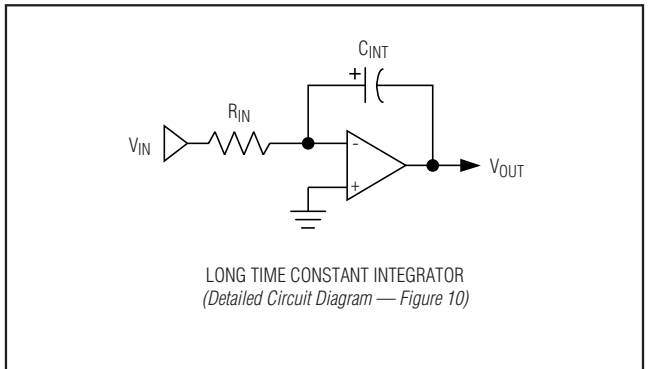 C_INT
+
R_IN
V_IN
-
V_OUT
+
LONG TIME CONSTANT INTEGRATOR
(Detailed Circuit Diagram — Figure 10)